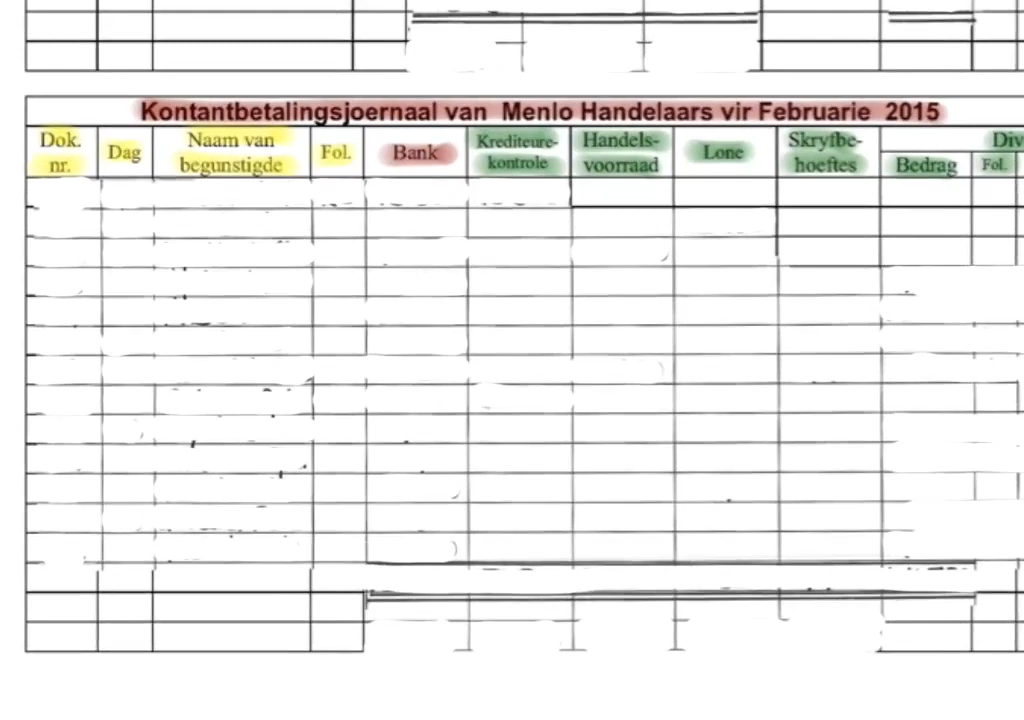 Kontantbetalingsjoernaal van Menlo Handelaars vir Februarie 2015
Dok. nr.
Dag
Naam van begunstigde
Fol.
Bank
Krediteure-kontrole
Handels-voorraad
Lone
Skryfbe-hoeftes
Div
Bedrag
Fol.